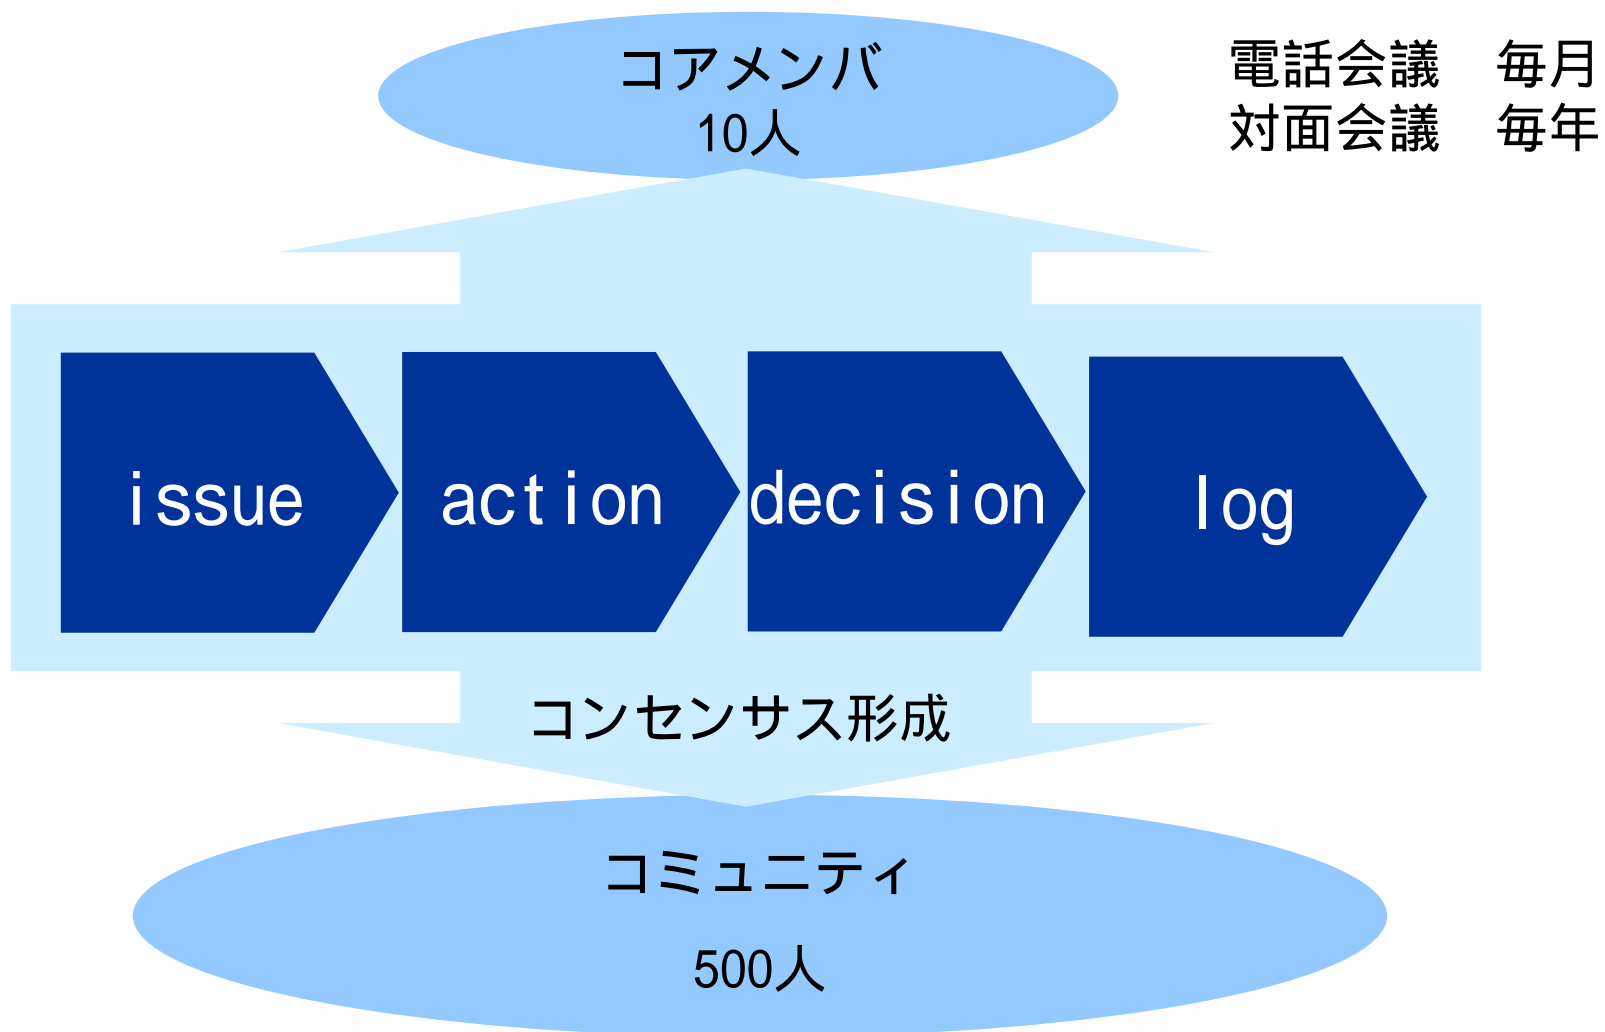 コアメンバ
10人
電話会議　毎月
対面会議　毎年
issue
action
decision
log
コンセンサス形成
コミュニティ
500人